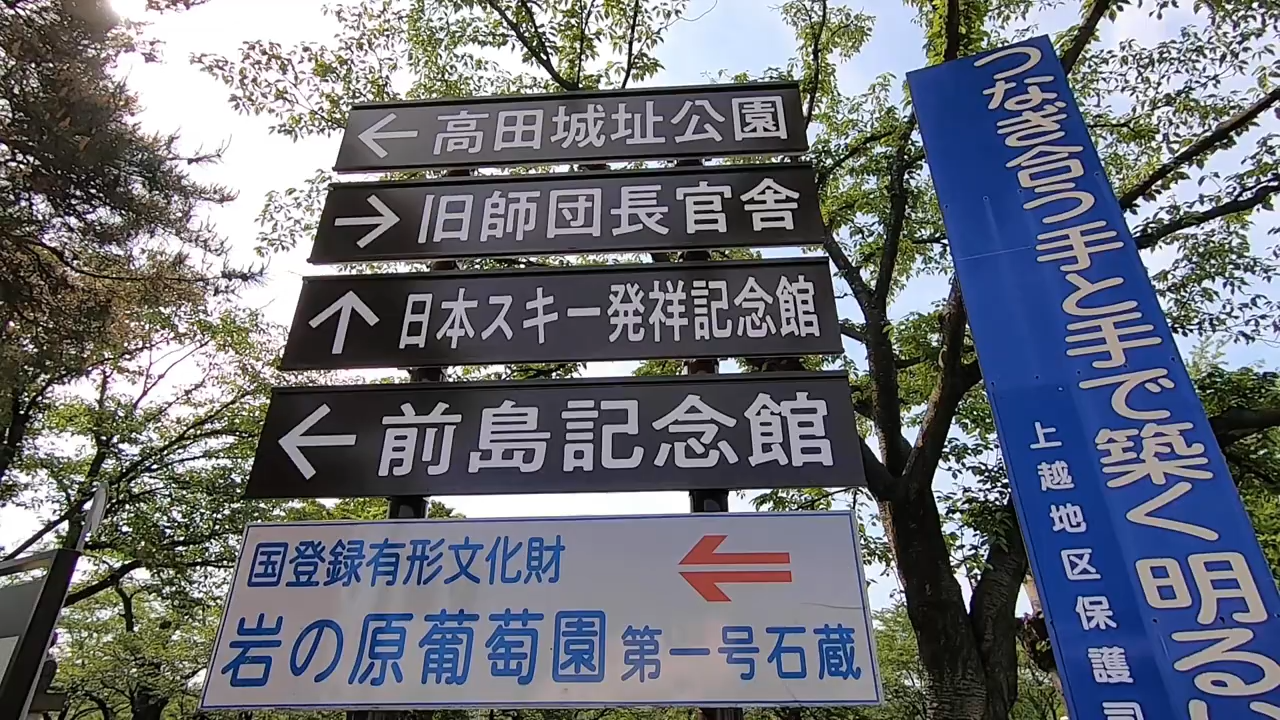 ← 高田城址公園
→ 旧師団長官舎
↑ 日本スキー発祥記念館
← 前島記念館
国登録有形文化財 ←
岩の原葡萄園 第一号石蔵
つなぎ合う手と手で築く明るい
上越地区保護司